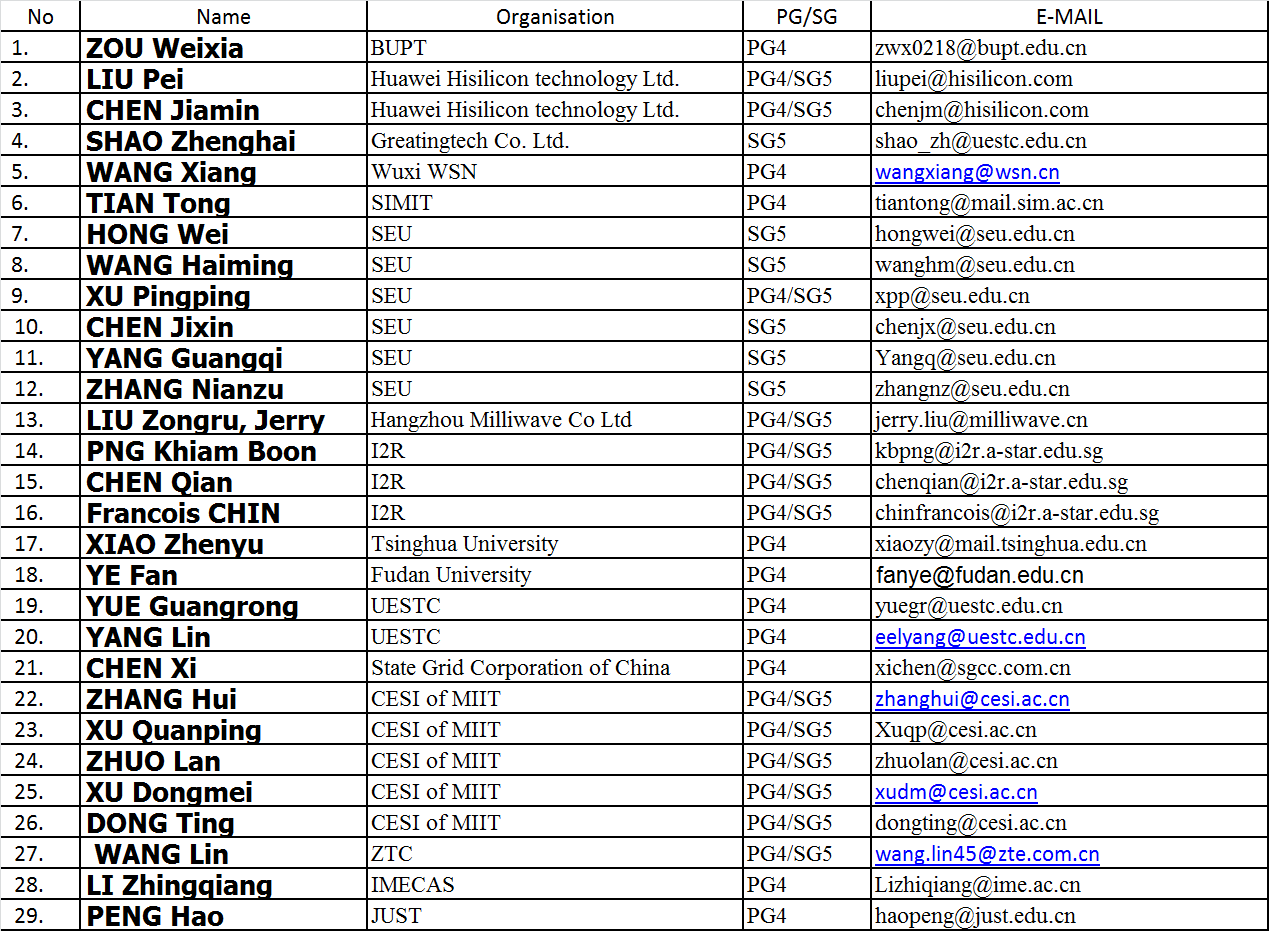 No Name Organisation PG/SG E-MAIL
1. ZOU Weixia BUPT PG4 zwx0218@bupt.edu.cn
2. LIU Pei Huawei Hisilicon technology Ltd. PG4/SG5 liupei@hisilicon.com
3. CHEN Jiamin Huawei Hisilicon technology Ltd. PG4/SG5 chenjm@hisilicon.com
4. SHAO Zhenghai Greatingtech Co. Ltd. SG5 shao_zh@uestc.edu.cn
5. WANG Xiang Wuxi WSN PG4 wangxiang@wsn.cn
6. TIAN Tong SIMIT PG4 tiantong@mail.sim.ac.cn
7. HONG Wei SEU SG5 hongwei@seu.edu.cn
8. WANG Haiming SEU SG5 wanghm@seu.edu.cn
9. XU Pingping SEU PG4/SG5 xpp@seu.edu.cn
10. CHEN Jixin SEU SG5 chenjx@seu.edu.cn
11. YANG Guangqi SEU SG5 Yangq@seu.edu.cn
12. ZHANG Nianzu SEU SG5 zhangnz@seu.edu.cn
13. LIU Zongru, Jerry Hangzhou Milliwave Co Ltd PG4/SG5 jerry.liu@milliwave.cn
14. PNG Khiam Boon I2R PG4/SG5 kbpng@i2r.a-star.edu.sg
15. CHEN Qian I2R PG4/SG5 chenqian@i2r.a-star.edu.sg
16. Francois CHIN I2R PG4/SG5 chinfrancois@i2r.a-star.edu.sg
17. XIAO Zhenyu Tsinghua University PG4 xiaozy@mail.tsinghua.edu.cn
18. YE Fan Fudan University PG4 fanye@fudan.edu.cn
19. YUE Guangrong UESTC PG4 yuegr@uestc.edu.cn
20. YANG Lin UESTC PG4 eelyang@uestc.edu.cn
21. CHEN Xi State Grid Corporation of China PG4 xichen@sgcc.com.cn
22. ZHANG Hui CESI of MIIT PG4/SG5 zhanghui@cesi.ac.cn
23. XU Quanping CESI of MIIT PG4/SG5 Xuqp@cesi.ac.cn
24. ZHUO Lan CESI of MIIT PG4/SG5 zhuolan@cesi.ac.cn
25. XU Dongmei CESI of MIIT PG4/SG5 xudm@cesi.ac.cn
26. DONG Ting CESI of MIIT PG4/SG5 dongting@cesi.ac.cn
27. WANG Lin ZTC PG4/SG5 wang.lin45@zte.com.cn
28. LI Zhingqiang IMECAS PG4 Lizhiqiang@ime.ac.cn
29. PENG Hao JUST PG4 haopeng@just.edu.cn